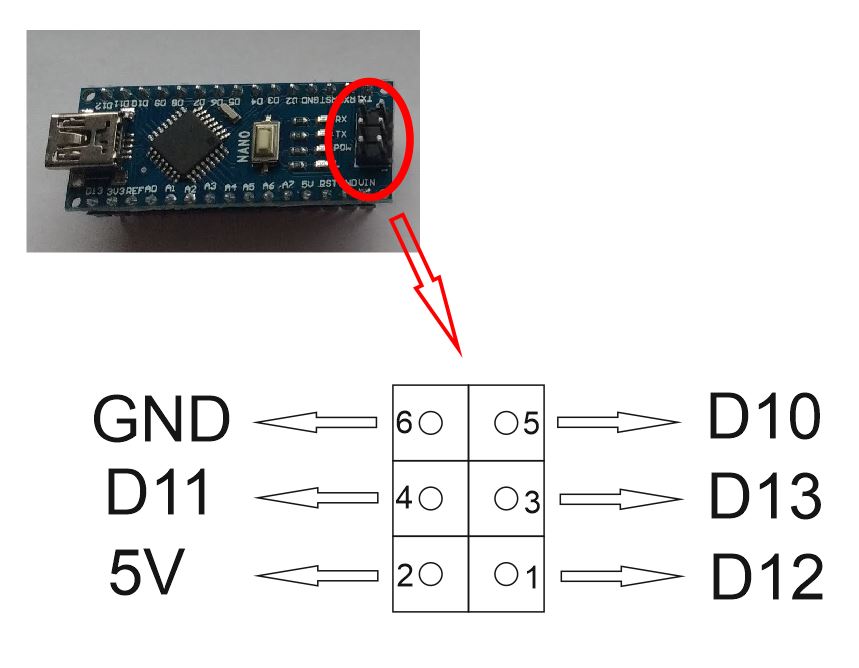 D12 D11 D10 D9 D8 D7 D6 D5 D4 D3 D2 GND RST RX TX1
RX
TX
POW
NANO
D13 3V3 REF A0 A1 A2 A3 A4 A5 A6 A7 5V RST GND VIN
GND 6 5 D10
D11 4 3 D13
5V 2 1 D12